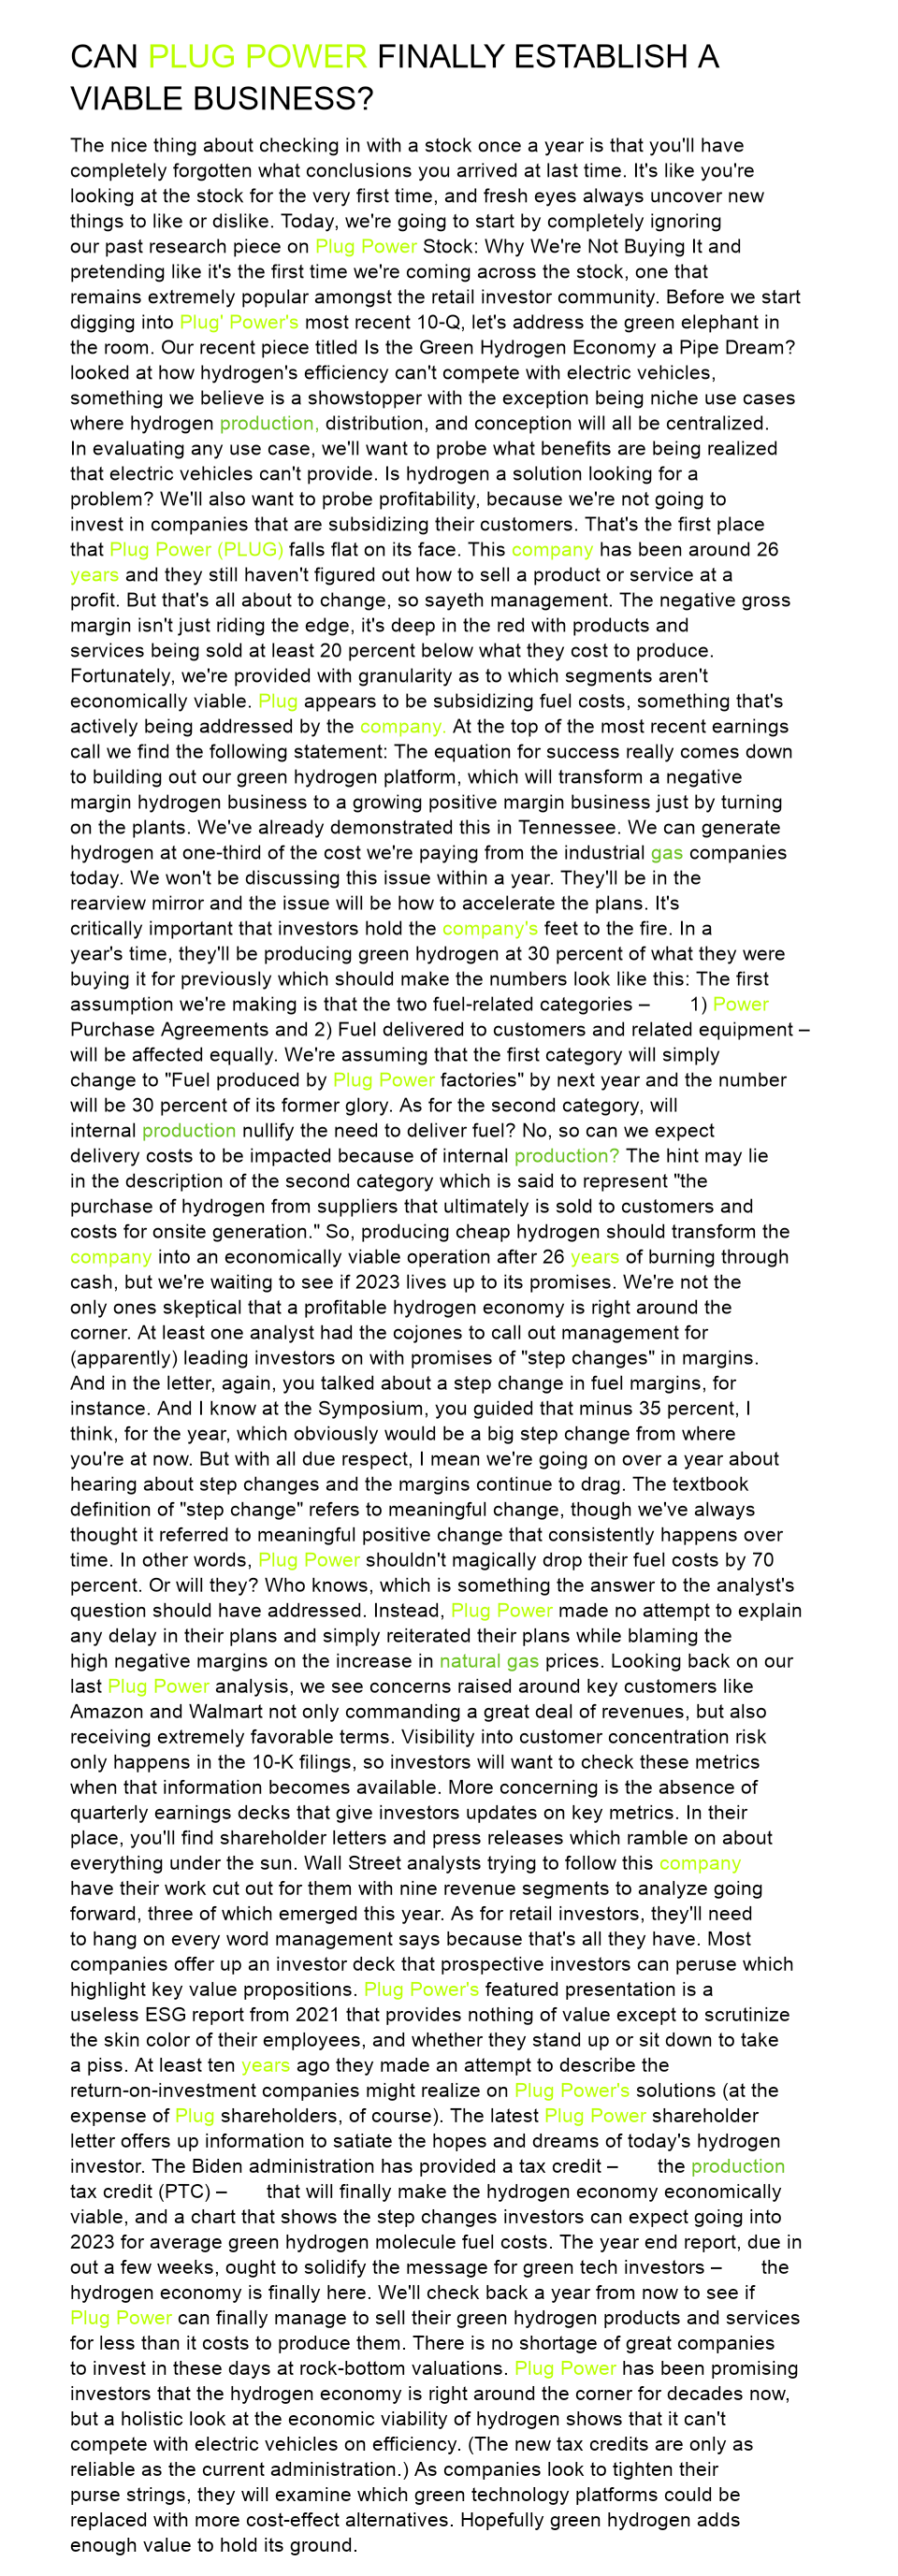 CAN PLUG POWER FINALLY ESTABLISH A
VIABLE BUSINESS?
The nice thing about checking in with a stock once a year is that you'll have
completely forgotten what conclusions you arrived at last time. It's like you're
looking at the stock for the very first time, and fresh eyes always uncover new
things to like or dislike. Today, we're going to start by completely ignoring
our past research piece on Plug Power Stock: Why We're Not Buying It and
pretending like it's the first time we're coming across the stock, one that
remains extremely popular amongst the retail investor community. Before we start
digging into Plug' Power's most recent 10-Q, let's address the green elephant in
the room. Our recent piece titled Is the Green Hydrogen Economy a Pipe Dream?
looked at how hydrogen's efficiency can't compete with electric vehicles,
something we believe is a showstopper with the exception being niche use cases
where hydrogen production, distribution, and conception will all be centralized.
In evaluating any use case, we'll want to probe what benefits are being realized
that electric vehicles can't provide. Is hydrogen a solution looking for a
problem? We'll also want to probe profitability, because we're not going to
invest in companies that are subsidizing their customers. That's the first place
that Plug Power (PLUG) falls flat on its face. This company has been around 26
years and they still haven't figured out how to sell a product or service at a
profit. But that's all about to change, so sayeth management. The negative gross
margin isn't just riding the edge, it's deep in the red with products and
services being sold at least 20 percent below what they cost to produce.
Fortunately, we're provided with granularity as to which segments aren't
economically viable. Plug appears to be subsidizing fuel costs, something that's
actively being addressed by the company. At the top of the most recent earnings
call we find the following statement: The equation for success really comes down
to building out our green hydrogen platform, which will transform a negative
margin hydrogen business to a growing positive margin business just by turning
on the plants. We've already demonstrated this in Tennessee. We can generate
hydrogen at one-third of the cost we're paying from the industrial gas companies
today. We won't be discussing this issue within a year. They'll be in the
rearview mirror and the issue will be how to accelerate the plans. It's
critically important that investors hold the company's feet to the fire. In a
year's time, they'll be producing green hydrogen at 30 percent of what they were
buying it for previously which should make the numbers look like this: The first
assumption we're making is that the two fuel-related categories – 1) Power
Purchase Agreements and 2) Fuel delivered to customers and related equipment –
will be affected equally. We're assuming that the first category will simply
change to "Fuel produced by Plug Power factories" by next year and the number
will be 30 percent of its former glory. As for the second category, will
internal production nullify the need to deliver fuel? No, so can we expect
delivery costs to be impacted because of internal production? The hint may lie
in the description of the second category which is said to represent "the
purchase of hydrogen from suppliers that ultimately is sold to customers and
costs for onsite generation." So, producing cheap hydrogen should transform the
company into an economically viable operation after 26 years of burning through
cash, but we're waiting to see if 2023 lives up to its promises. We're not the
only ones skeptical that a profitable hydrogen economy is right around the
corner. At least one analyst had the cojones to call out management for
(apparently) leading investors on with promises of "step changes" in margins.
And in the letter, again, you talked about a step change in fuel margins, for
instance. And I know at the Symposium, you guided that minus 35 percent, I
think, for the year, which obviously would be a big step change from where
you're at now. But with all due respect, I mean we're going on over a year about
hearing about step changes and the margins continue to drag. The textbook
definition of "step change" refers to meaningful change, though we've always
thought it referred to meaningful positive change that consistently happens over
time. In other words, Plug Power shouldn't magically drop their fuel costs by 70
percent. Or will they? Who knows, which is something the answer to the analyst's
question should have addressed. Instead, Plug Power made no attempt to explain
any delay in their plans and simply reiterated their plans while blaming the
high negative margins on the increase in natural gas prices. Looking back on our
last Plug Power analysis, we see concerns raised around key customers like
Amazon and Walmart not only commanding a great deal of revenues, but also
receiving extremely favorable terms. Visibility into customer concentration risk
only happens in the 10-K filings, so investors will want to check these metrics
when that information becomes available. More concerning is the absence of
quarterly earnings decks that give investors updates on key metrics. In their
place, you'll find shareholder letters and press releases which ramble on about
everything under the sun. Wall Street analysts trying to follow this company
have their work cut out for them with nine revenue segments to analyze going
forward, three of which emerged this year. As for retail investors, they'll need
to hang on every word management says because that's all they have. Most
companies offer up an investor deck that prospective investors can peruse which
highlight key value propositions. Plug Power's featured presentation is a
useless ESG report from 2021 that provides nothing of value except to scrutinize
the skin color of their employees, and whether they stand up or sit down to take
a piss. At least ten years ago they made an attempt to describe the
return-on-investment companies might realize on Plug Power's solutions (at the
expense of Plug shareholders, of course). The latest Plug Power shareholder
letter offers up information to satiate the hopes and dreams of today's hydrogen
investor. The Biden administration has provided a tax credit – the production
tax credit (PTC) – that will finally make the hydrogen economy economically
viable, and a chart that shows the step changes investors can expect going into
2023 for average green hydrogen molecule fuel costs. The year end report, due in
out a few weeks, ought to solidify the message for green tech investors – the
hydrogen economy is finally here. We'll check back a year from now to see if
Plug Power can finally manage to sell their green hydrogen products and services
for less than it costs to produce them. There is no shortage of great companies
to invest in these days at rock-bottom valuations. Plug Power has been promising
investors that the hydrogen economy is right around the corner for decades now,
but a holistic look at the economic viability of hydrogen shows that it can't
compete with electric vehicles on efficiency. (The new tax credits are only as
reliable as the current administration.) As companies look to tighten their
purse strings, they will examine which green technology platforms could be
replaced with more cost-effect alternatives. Hopefully green hydrogen adds
enough value to hold its ground.